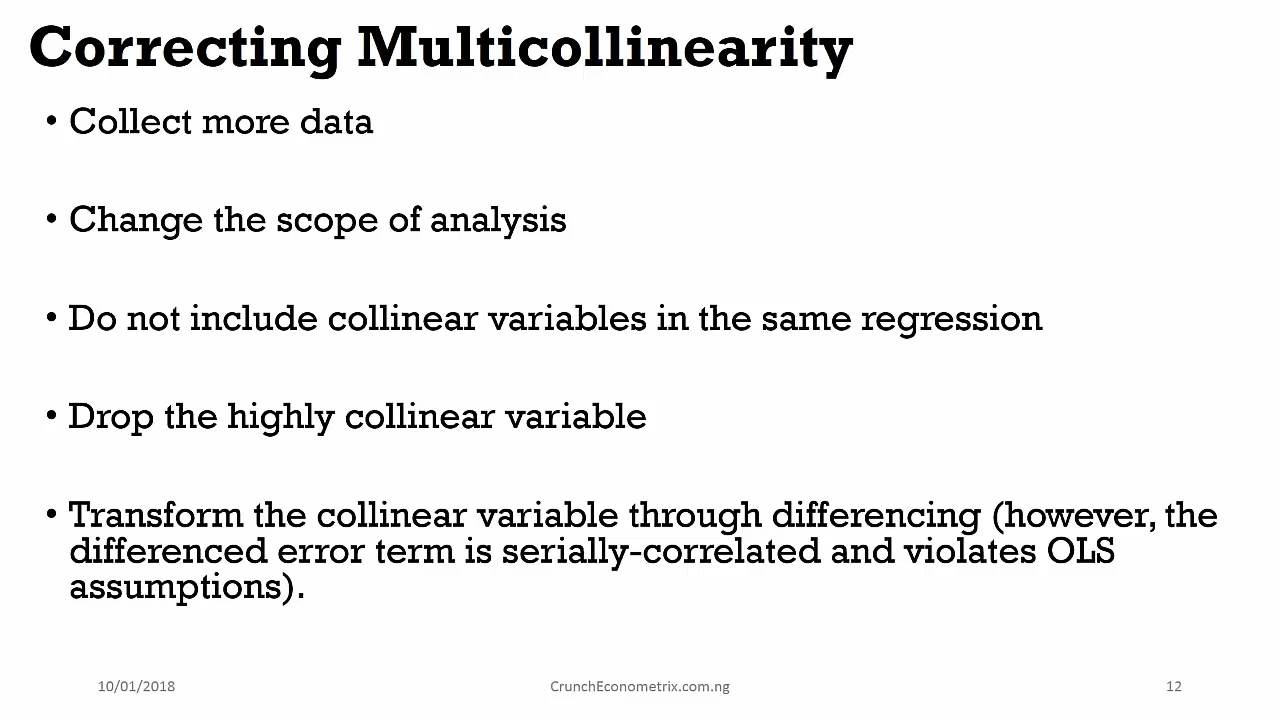 Correcting Multicollinearity
• Collect more data
• Change the scope of analysis
• Do not include collinear variables in the same regression
• Drop the highly collinear variable
• Transform the collinear variable through differencing (however, the
differenced error term is serially-correlated and violates OLS
assumptions).
10/01/2018
CrunchEconometrix.com.ng
12